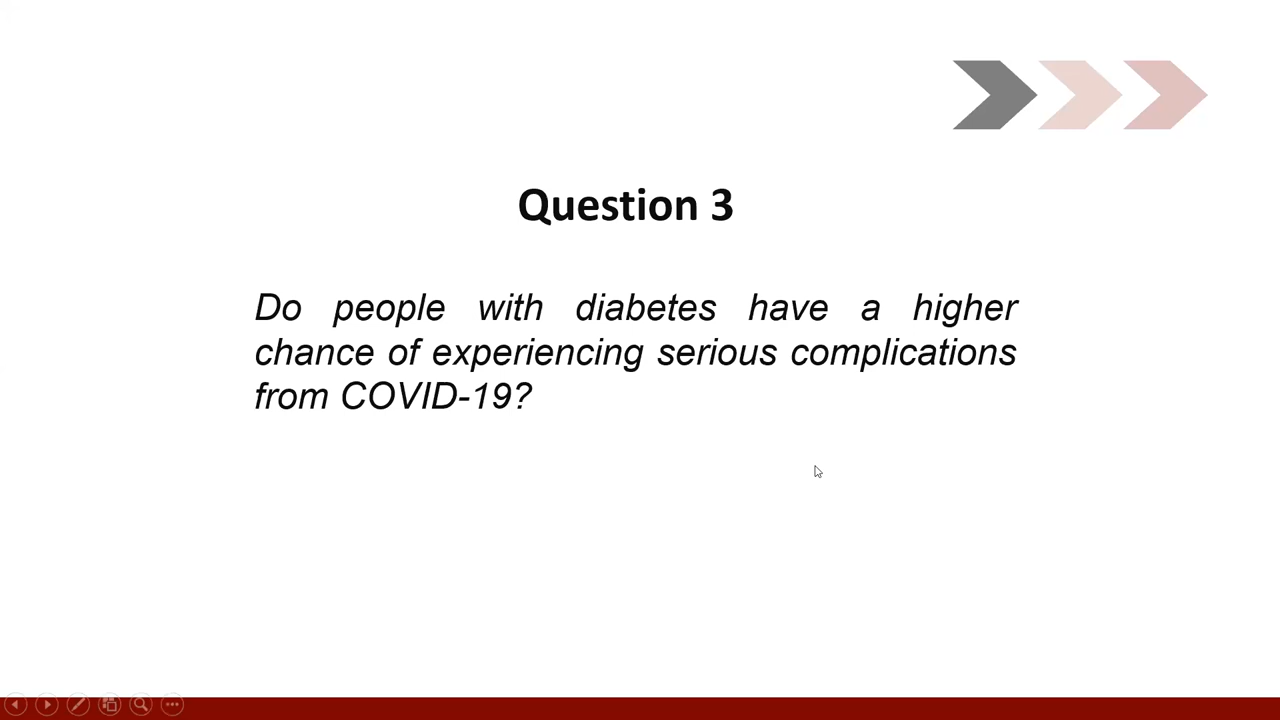 Question 3
Do people with diabetes have a higher
chance of experiencing serious complications
from COVID-19?